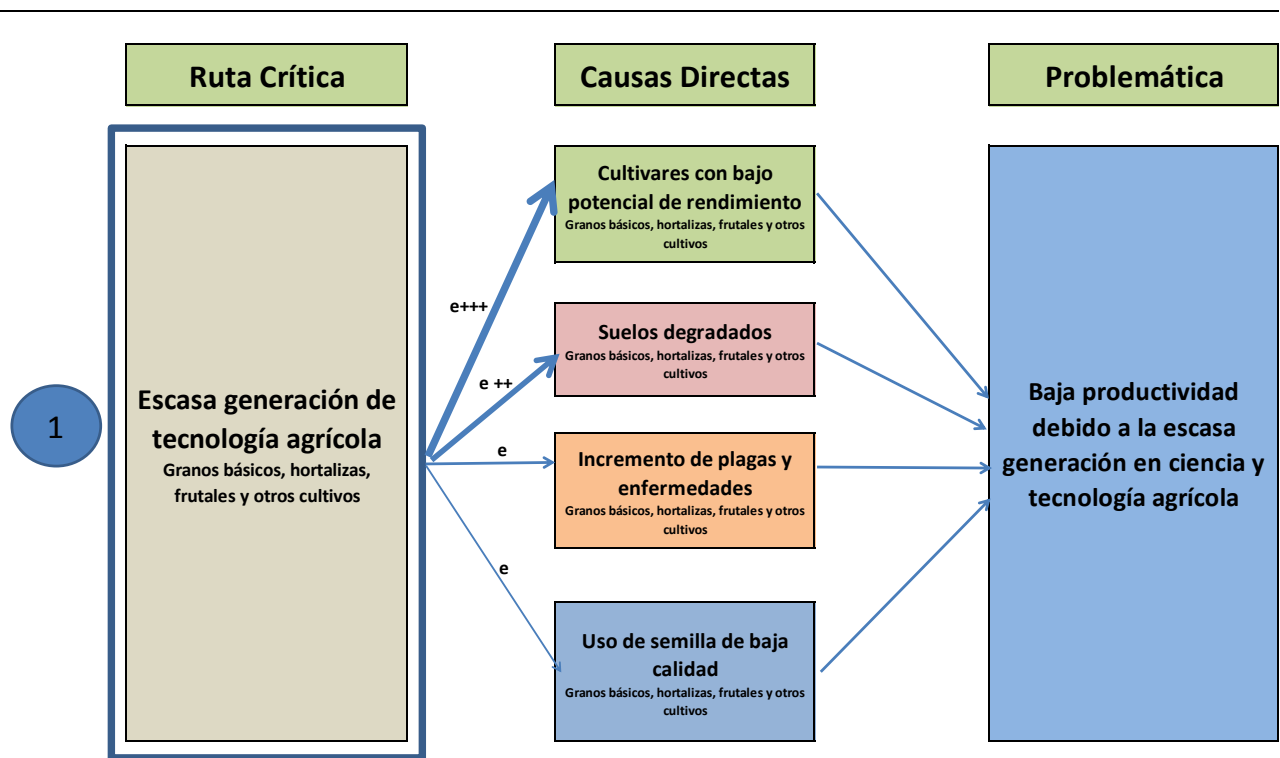 Ruta Crítica
Causas Directas
Problemática
1
Escasa generación de
tecnología agrícola
Granos básicos, hortalizas,
frutales y otros cultivos
e+++
e ++
e
e
Cultivares con bajo
potencial de rendimiento
Granos básicos, hortalizas, frutales y otros
cultivos
Suelos degradados
Granos básicos, hortalizas, frutales y otros
cultivos
Incremento de plagas y
enfermedades
Granos básicos, hortalizas, frutales y otros
cultivos
Uso de semilla de baja
calidad
Granos básicos, hortalizas, frutales y otros
cultivos
Baja productividad
debido a la escasa
generación en ciencia y
tecnología agrícola